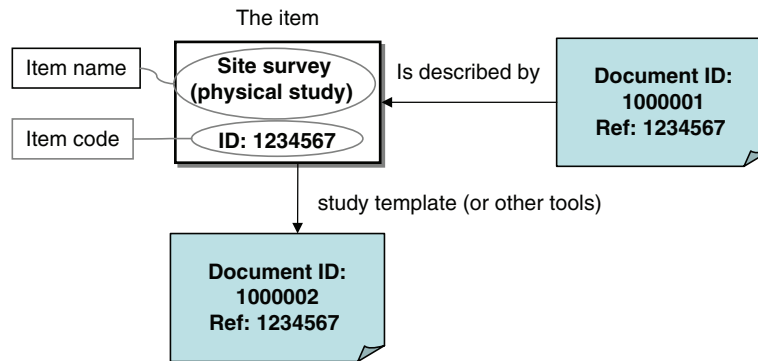 The item
Item name
Site survey
(physical study)
Item code
ID: 1234567
Is described by
Document ID:
1000001
Ref: 1234567
study template (or other tools)
Document ID:
1000002
Ref: 1234567